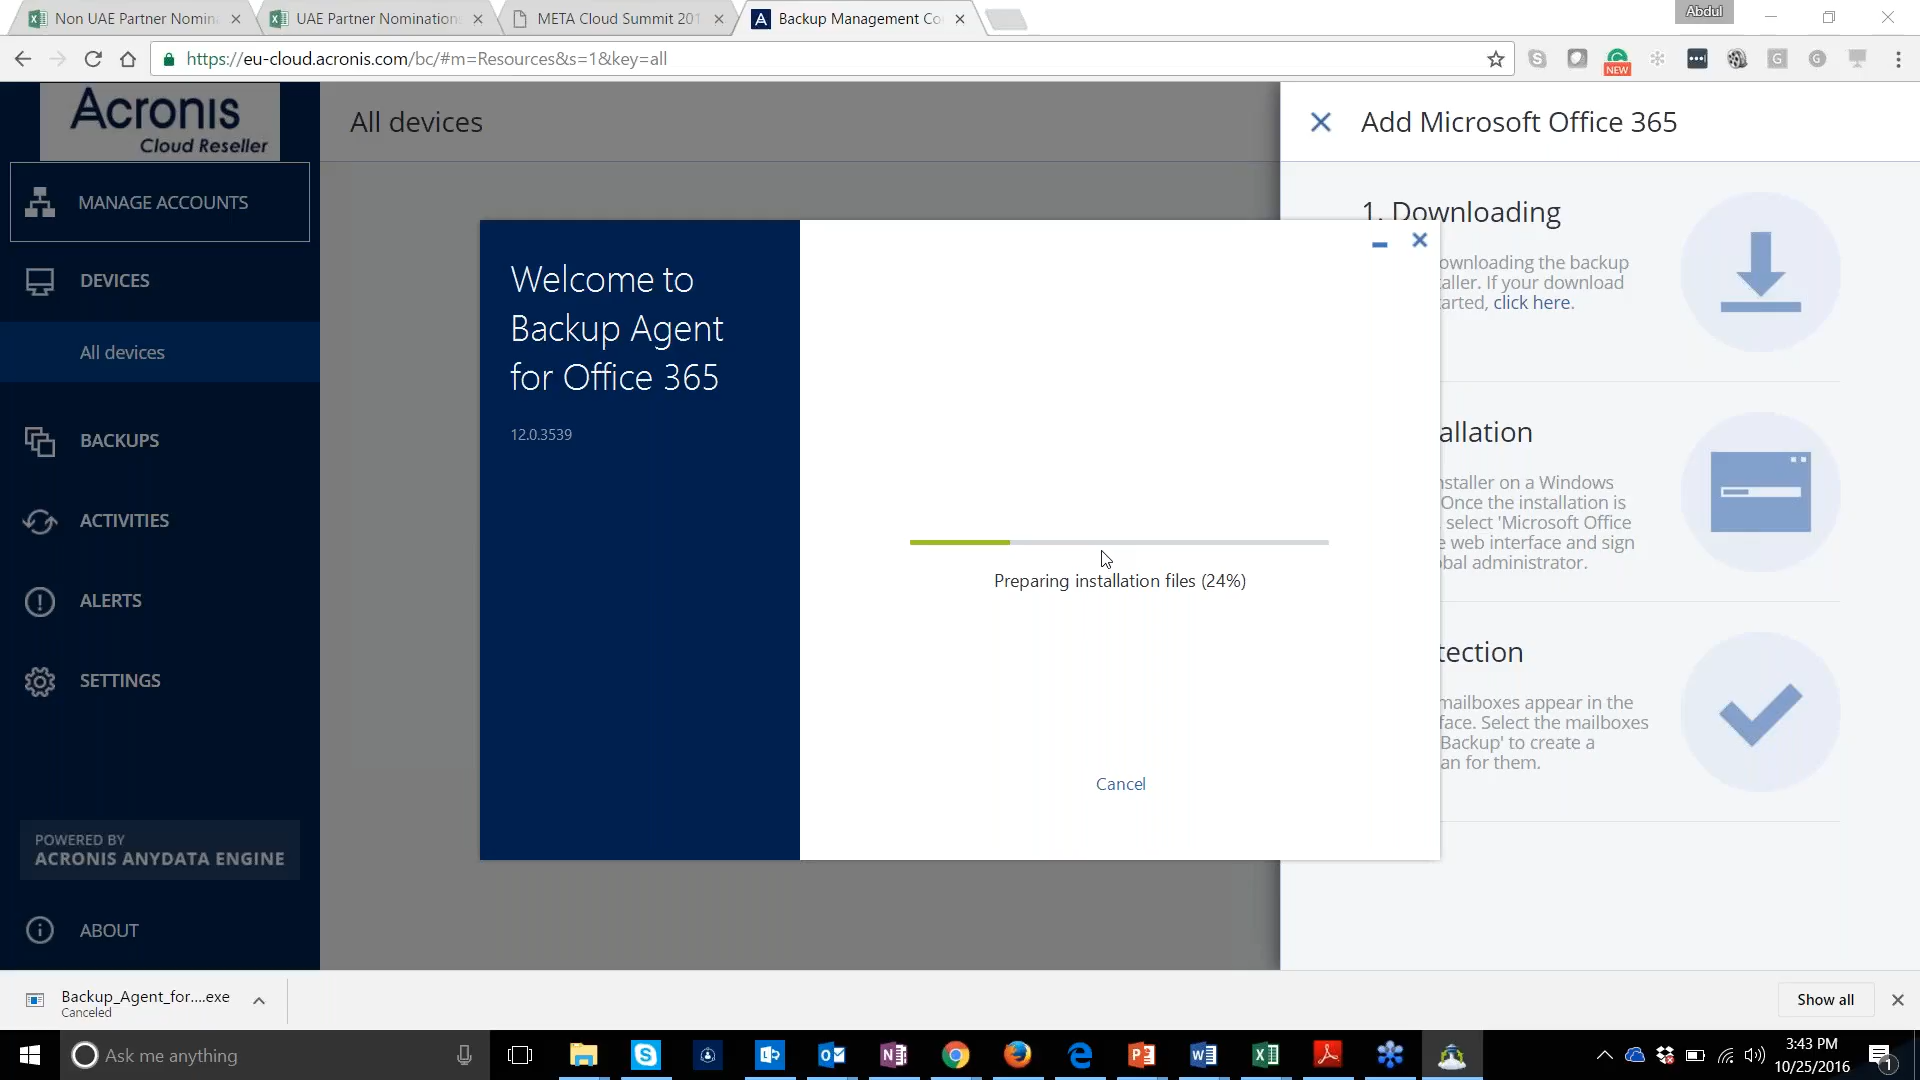 Non UAE Partner Nomin
UAE Partner Nomination
META Cloud Summit 201
Backup Management Co
Abdul
https://eu-cloud.acronis.com/bc/#m=Resources&s=1&key=all
NEW
Acronis
Cloud Reseller
MANAGE ACCOUNTS
DEVICES
All devices
BACKUPS
ACTIVITIES
ALERTS
SETTINGS
POWERED BY
ACRONIS ANYDATA ENGINE
ABOUT
All devices
Welcome to
Backup Agent
for Office 365
12.0.3539
Preparing installation files (24%)
Cancel
Add Microsoft Office 365
1. Downloading
ownloading the backup
aller. If your download
arted, click here.
allation
nstaller on a Windows
Once the installation is
select 'Microsoft Office
e web interface and sign
obal administrator.
tection
mailboxes appear in the
face. Select the mailboxes
Backup' to create a
an for them.
Backup_Agent_for....exe
Canceled
Show all
Ask me anything
3:43 PM
10/25/2016
1